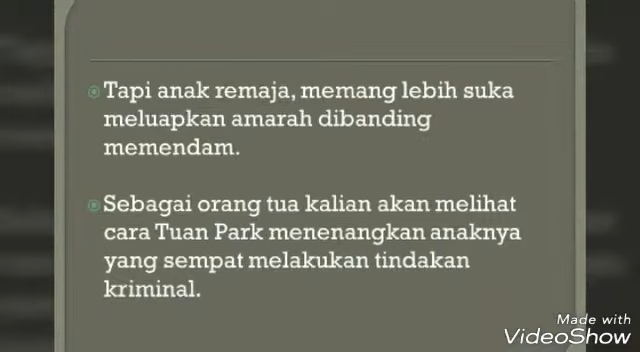 Tapi anak remaja, memang lebih suka
meluapkan amarah dibanding
memendam.
Sebagai orang tua kalian akan melihat
cara Tuan Park menenangkan anaknya
yang sempat melakukan tindakan
kriminal.
Made with
VideoShow